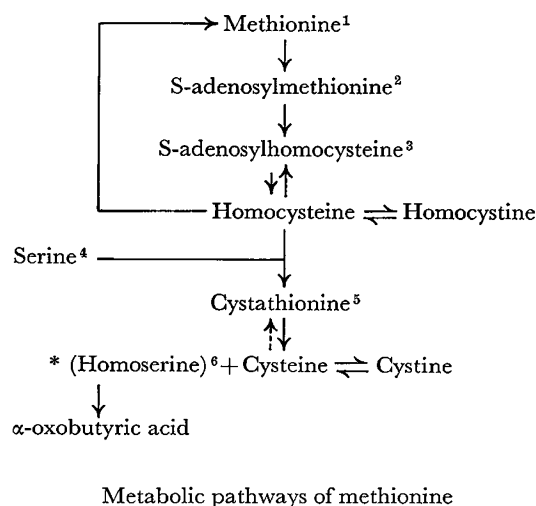 Methionine¹
S-adenosylmethionine²
S-adenosylhomocysteine³
Homocysteine ⇌ Homocystine
Serine⁴
Cystathionine⁵
* (Homoserine)⁶ + Cysteine ⇌ Cystine
α-oxobutyric acid
Metabolic pathways of methionine